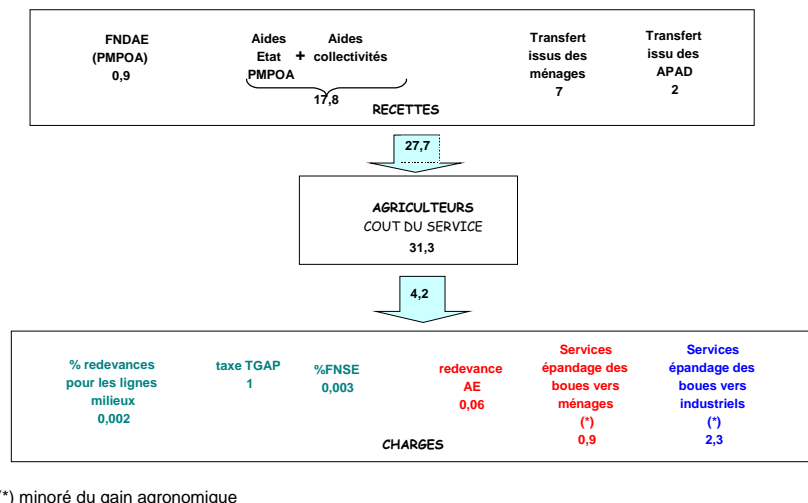 FNDAE
(PMPOA)
0,9
Aides
Etat
PMPOA
+
Aides
collectivités
17,8
Transfert
issus des
ménages
7
Transfert
issu des
APAD
2
RECETTES
27,7
AGRICULTEURS
COUT DU SERVICE
31,3
4,2
% redevances
pour les lignes
milieux
0,002
taxe TGAP
1
%FNSE
0,003
redevance
AE
0,06
Services
épandage des
boues vers
ménages
(*)
0,9
Services
épandage des
boues vers
industriels
(*)
2,3
CHARGES
(*) minoré du gain agronomique